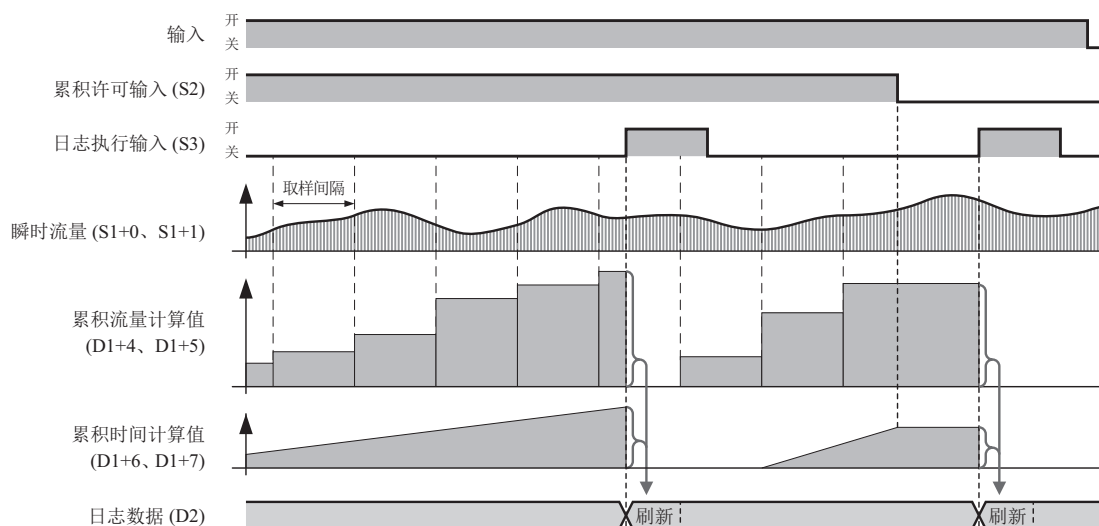 开
输入
关
开
累积许可输入 (S2)
关
开
日志执行输入 (S3)
关
取样间隔
瞬时流量 (S1+0、S1+1)
累积流量计算值
(D1+4、D1+5)
累积时间计算值
(D1+6、D1+7)
日志数据 (D2)
刷新
刷新